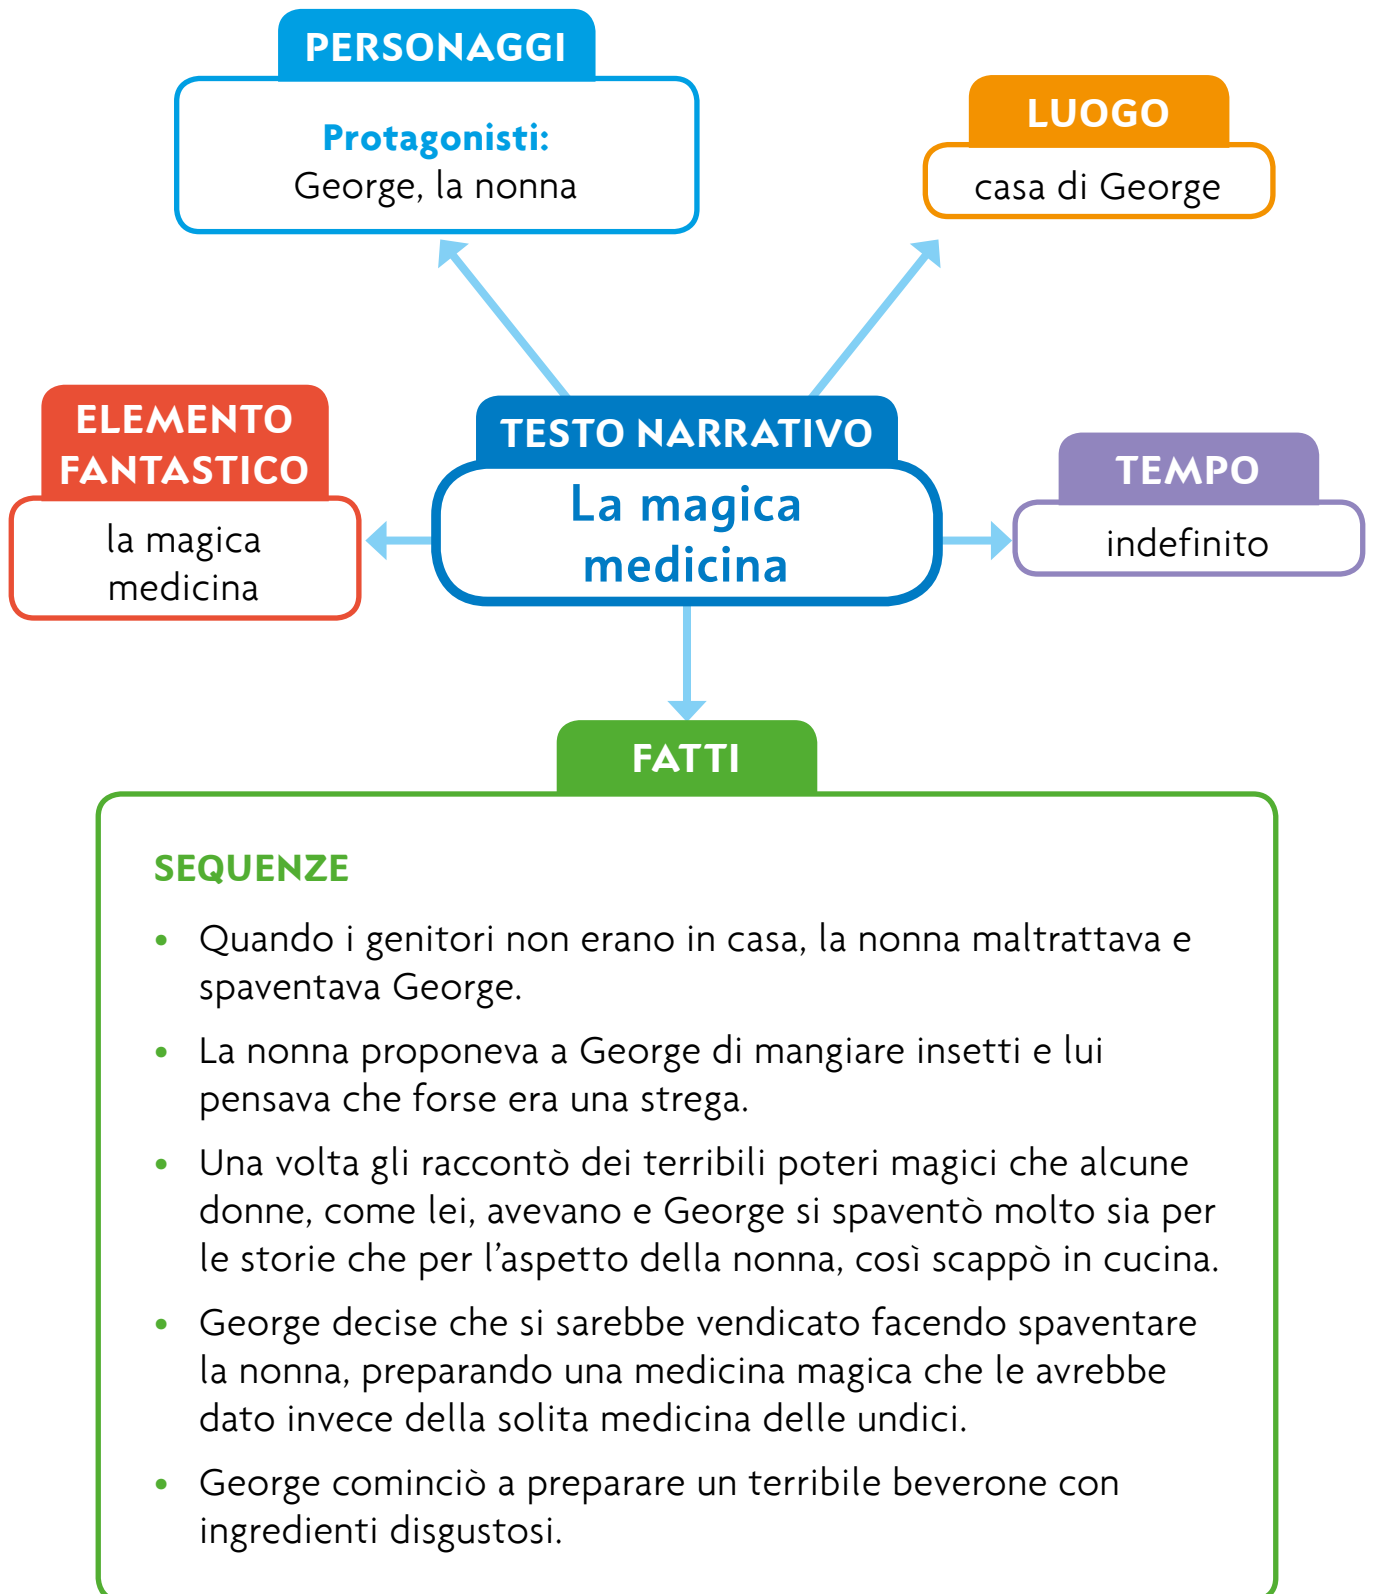 PERSONAGGI
Protagonisti:
George, la nonna
LUOGO
casa di George
ELEMENTO
FANTASTICO
la magica
medicina
TESTO NARRATIVO
La magica
medicina
TEMPO
indefinito
FATTI
SEQUENZE
• Quando i genitori non erano in casa, la nonna maltrattava e
spaventava George.
• La nonna proponeva a George di mangiare insetti e lui
pensava che forse era una strega.
• Una volta gli raccontò dei terribili poteri magici che alcune
donne, come lei, avevano e George si spaventò molto sia per
le storie che per l'aspetto della nonna, così scappò in cucina.
• George decise che si sarebbe vendicato facendo spaventare
la nonna, preparando una medicina magica che le avrebbe
dato invece della solita medicina delle undici.
• George cominciò a preparare un terribile beverone con
ingredienti disgustosi.